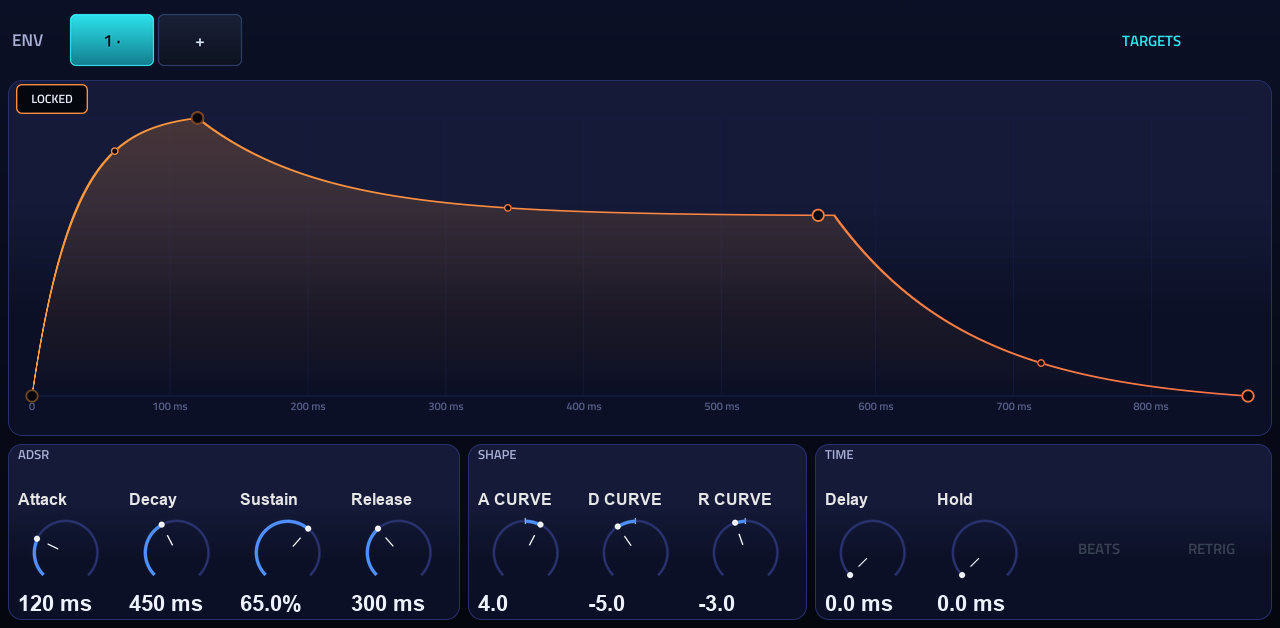 ENV 1 · + TARGETS
LOCKED
0 100 ms 200 ms 300 ms 400 ms 500 ms 600 ms 700 ms 800 ms
ADSR SHAPE TIME
Attack Decay Sustain Release A CURVE D CURVE R CURVE Delay Hold
BEATS RETRIG
120 ms 450 ms 65.0% 300 ms 4.0 -5.0 -3.0 0.0 ms 0.0 ms